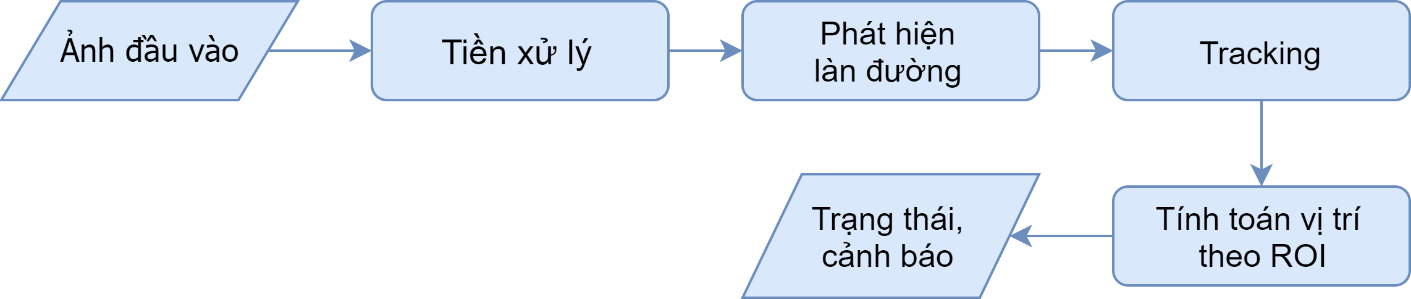 Ảnh đầu vào
Tiền xử lý
Phát hiện
làn đường
Tracking
Tính toán vị trí
theo ROI
Trạng thái,
cảnh báo